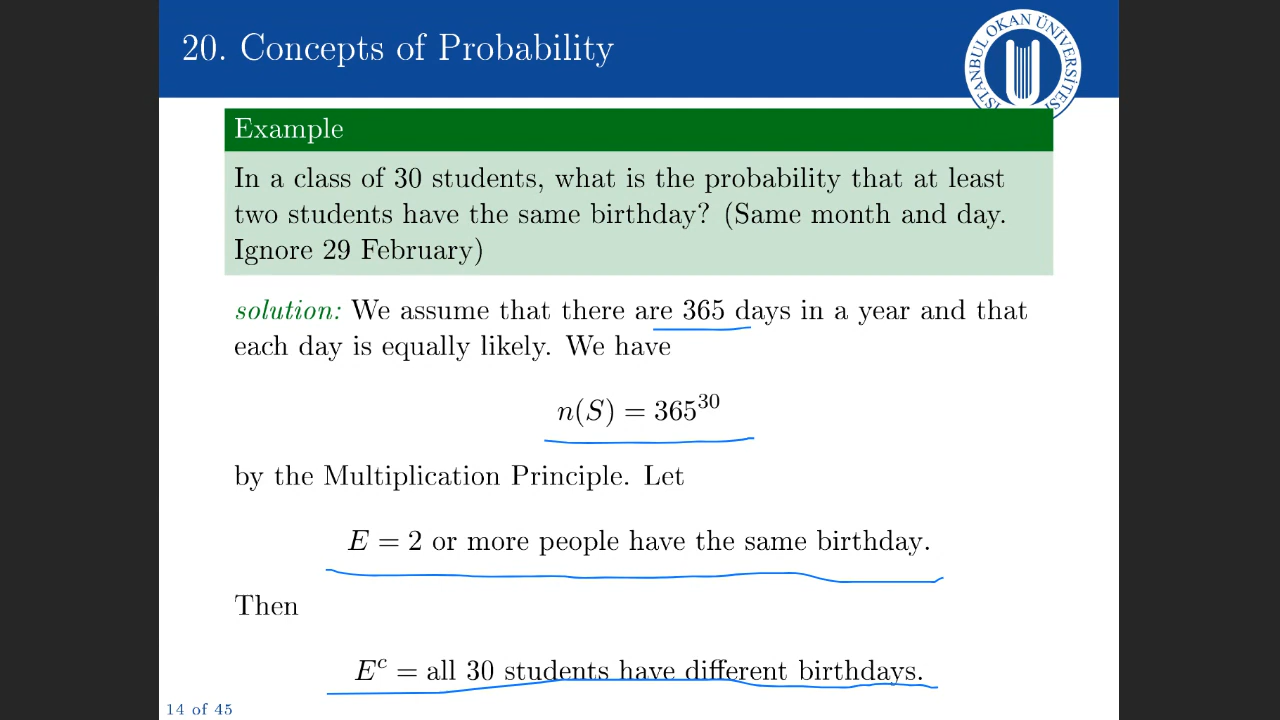 20. Concepts of Probability
İSTANBUL OKAN ÜNİVERSİTESİ
Example
In a class of 30 students, what is the probability that at least
two students have the same birthday? (Same month and day.
Ignore 29 February)
solution: We assume that there are 365 days in a year and that
each day is equally likely. We have
n(S) = 365³⁰
by the Multiplication Principle. Let
E = 2 or more people have the same birthday.
Then
Eᶜ = all 30 students have different birthdays.
14 of 45